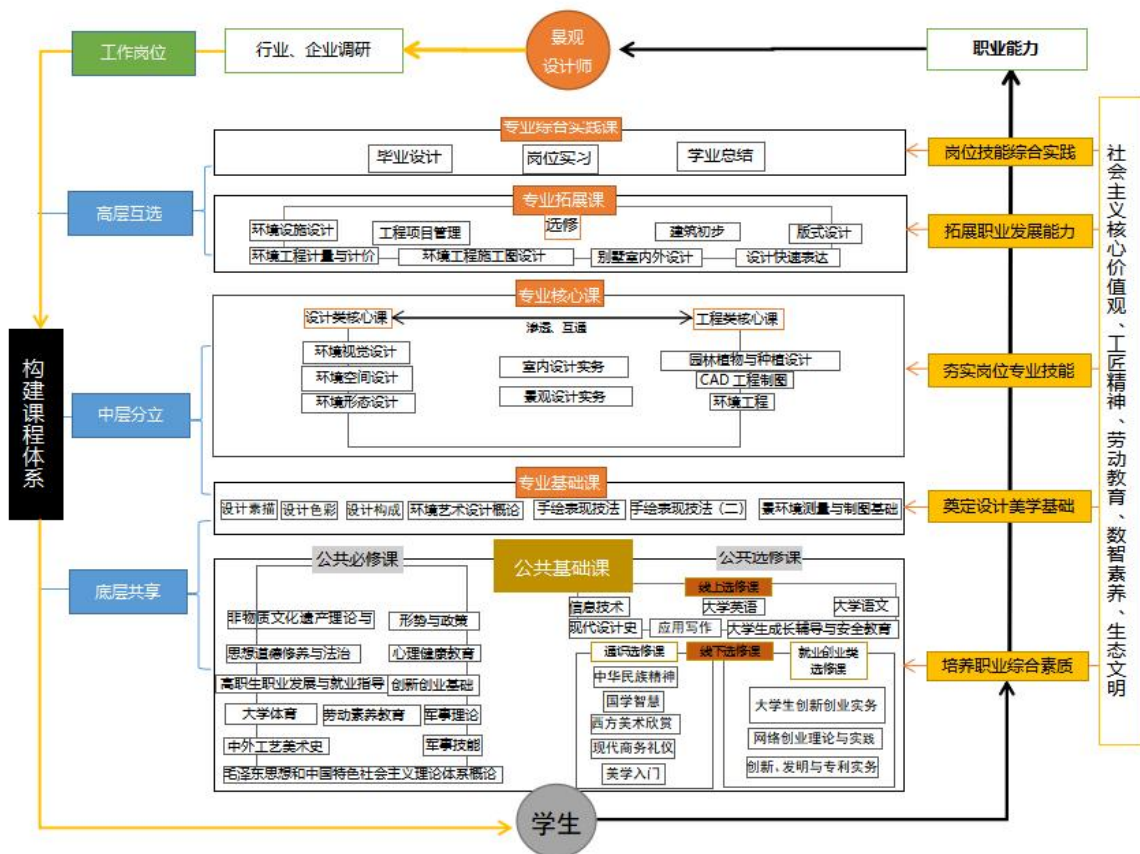 工作岗位
行业、企业调研
景观
设计师
职业能力
专业综合实践课
毕业设计
岗位实习
学业总结
岗位技能综合实践
高层互选
专业拓展课
选修
环境设施设计
工程项目管理
建筑初步
版式设计
环境工程计量与计价
环境工程施工图设计
别墅室内外设计
设计快速表达
拓展职业发展能力
构建课程体系
专业核心课
设计类核心课
渗透、互通
工程类核心课
环境视觉设计
环境空间设计
环境形态设计
室内设计实务
景观设计实务
园林植物与种植设计
CAD 工程制图
环境工程
夯实岗位专业技能
中层分立
专业基础课
设计素描
设计色彩
设计构成
环境艺术设计概论
手绘表现技法
手绘表现技法（二）
景环境测量与制图基础
奠定设计美学基础
底层共享
公共基础课
公共必修课
非物质文化遗产理论与
形势与政策
思想道德修养与法治
心理健康教育
高职生职业发展与就业指导
创新创业基础
大学体育
劳动素养教育
军事理论
中外工艺美术史
军事技能
毛泽东思想和中国特色社会主义理论体系概论
公共选修课
线上选修课
信息技术
大学英语
大学语文
现代设计史
应用写作
大学生成长辅导与安全教育
线下选修课
通识选修课
中华民族精神
国学智慧
西方美术欣赏
现代商务礼仪
美学入门
就业创业类
选修课
大学生创新创业实务
网络创业理论与实践
创新、发明与专利实务
培养职业综合素质
社会主义核心价值观、工匠精神、劳动教育、数智素养、生态文明
学生